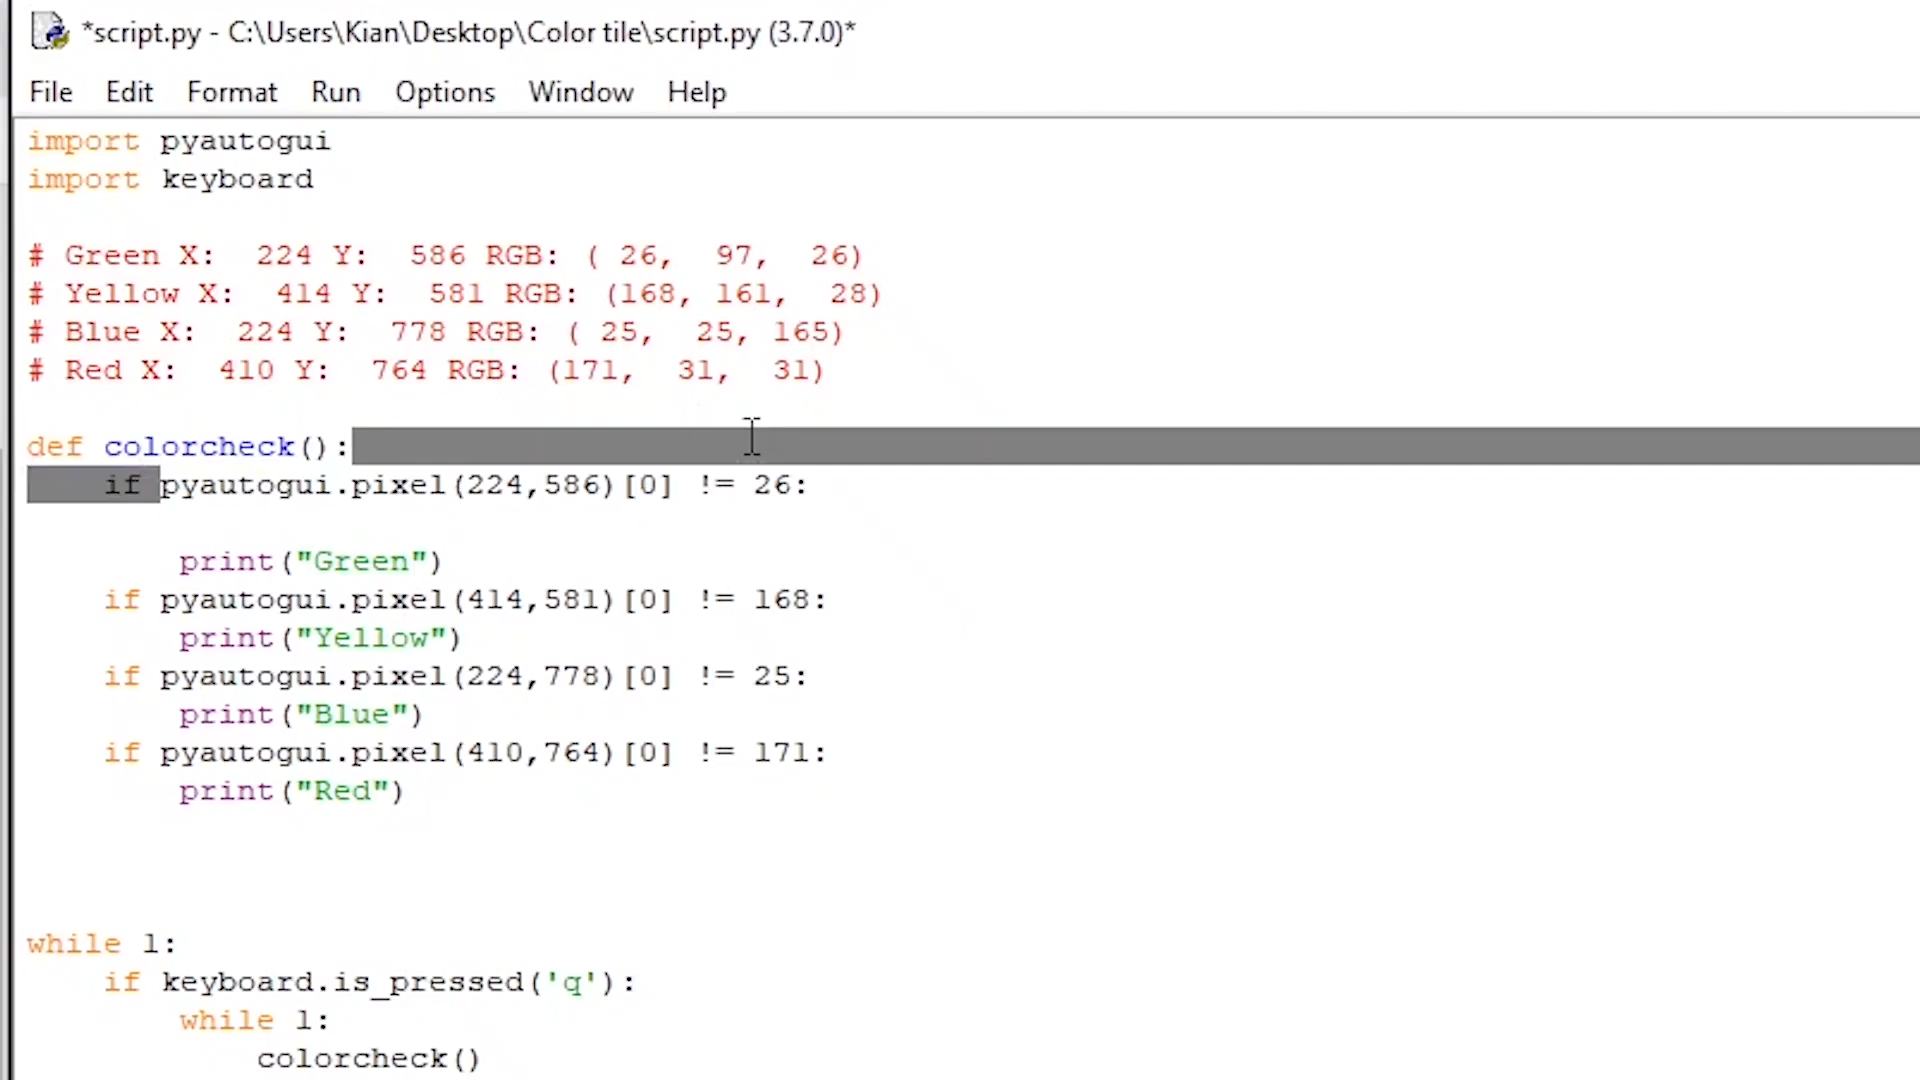 *script.py - C:\Users\Kian\Desktop\Color tile\script.py (3.7.0)*
File Edit Format Run Options Window Help
import pyautogui
import keyboard
# Green X:  224 Y:  586 RGB: ( 26,  97,  26)
# Yellow X:  414 Y:  581 RGB: (168, 161,  28)
# Blue X:  224 Y:  778 RGB: ( 25,  25, 165)
# Red X:  410 Y:  764 RGB: (171,  31,  31)
def colorcheck():
    if pyautogui.pixel(224,586)[0] != 26:
        print("Green")
    if pyautogui.pixel(414,581)[0] != 168:
        print("Yellow")
    if pyautogui.pixel(224,778)[0] != 25:
        print("Blue")
    if pyautogui.pixel(410,764)[0] != 171:
        print("Red")
while 1:
    if keyboard.is_pressed('q'):
        while 1:
            colorcheck()